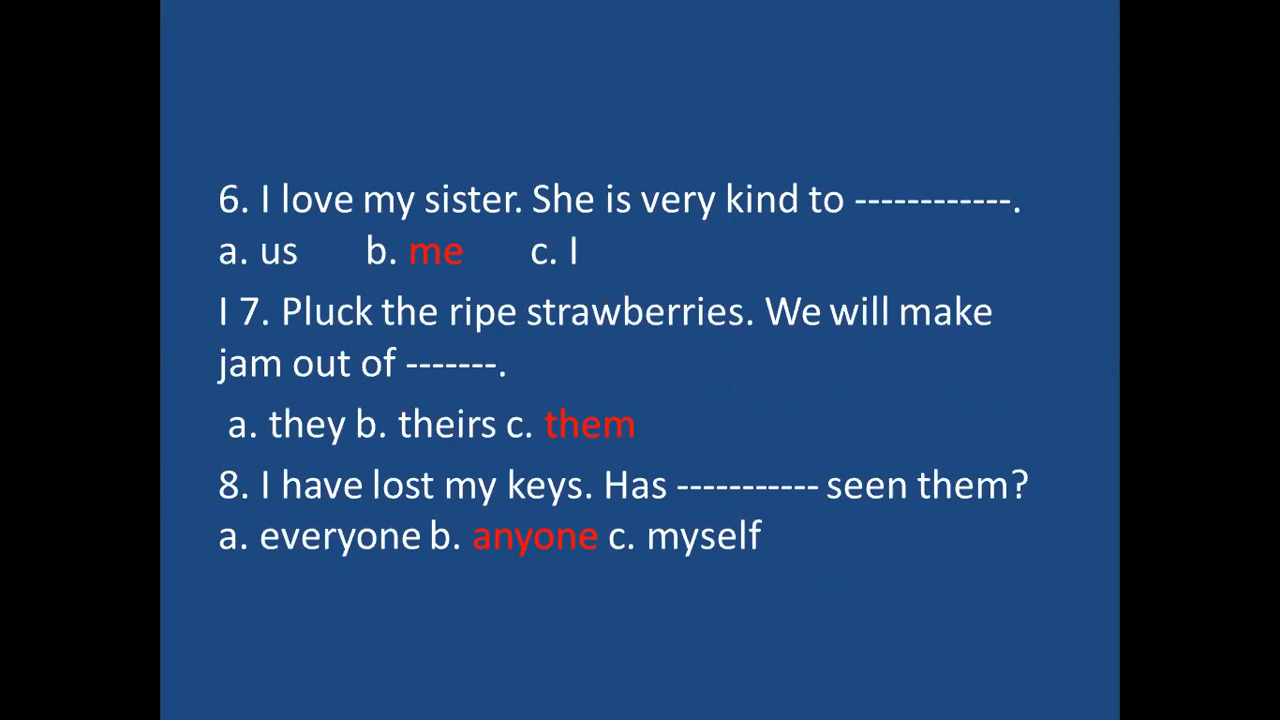 6. I love my sister. She is very kind to ------------.
a. us b. me c. I
I 7. Pluck the ripe strawberries. We will make
jam out of -------.
a. they b. theirs c. them
8. I have lost my keys. Has ----------- seen them?
a. everyone b. anyone c. myself